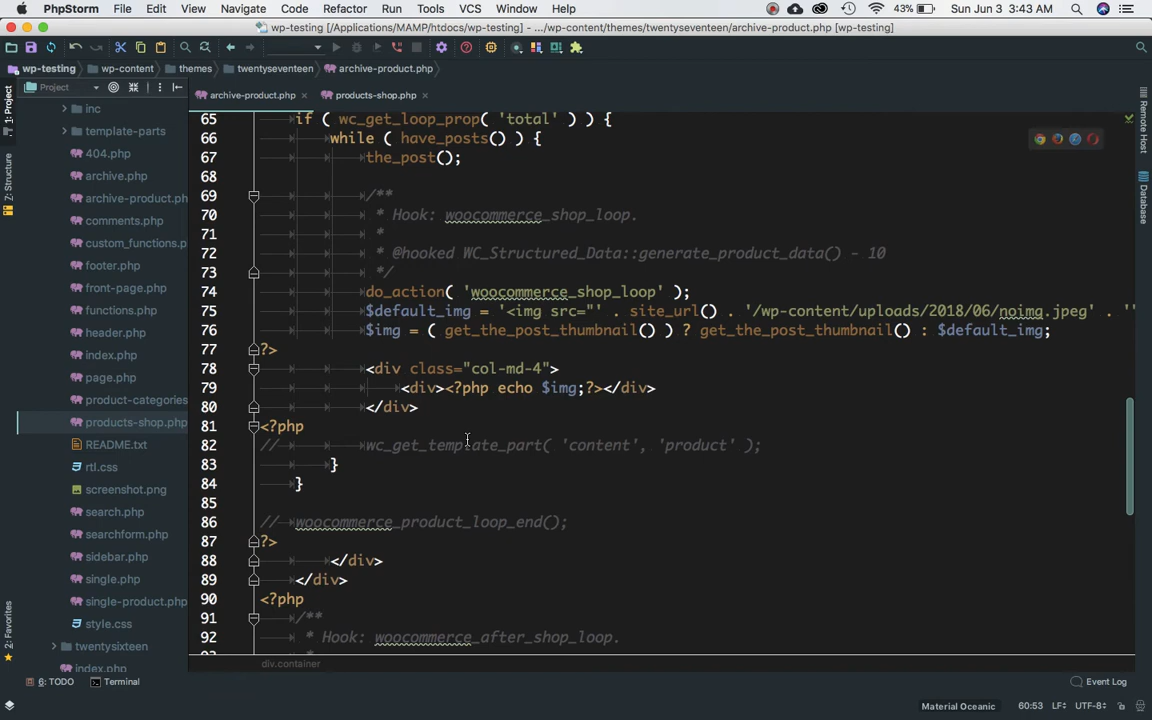 PhpStorm File Edit View Navigate Code Refactor Run Tools VCS Window Help 43% Sun Jun 3 3:43 AM
wp-testing [/Applications/MAMP/htdocs/wp-testing] - .../wp-content/themes/twentyseventeen/archive-product.php [wp-testing]
wp-testing wp-content themes twentyseventeen archive-product.php
Project archive-product.php products-shop.php
1: Project
Z: Structure
2: Favorites
Remote Host
Database
inc
template-parts
404.php
archive.php
archive-product.ph
comments.php
custom_functions.p
footer.php
front-page.php
functions.php
header.php
index.php
page.php
product-categories
products-shop.php
README.txt
rtl.css
screenshot.png
search.php
searchform.php
sidebar.php
single.php
single-product.php
style.css
twentysixteen
index.php
65 if ( wc_get_loop_prop( 'total' ) ) {
66 while ( have_posts() ) {
67 the_post();
68
69 /**
70 * Hook: woocommerce_shop_loop.
71 *
72 * @hooked WC_Structured_Data::generate_product_data() - 10
73 */
74 do_action( 'woocommerce_shop_loop' );
75 $default_img = '<img src="' . site_url() . '/wp-content/uploads/2018/06/noimg.jpeg' . '"
76 $img = ( get_the_post_thumbnail() ) ? get_the_post_thumbnail() : $default_img;
77 ?>
78 <div class="col-md-4">
79 <div><?php echo $img;?></div>
80 </div>
81 <?php
82 // wc_get_template_part( 'content', 'product' );
83 }
84 }
85
86 // woocommerce_product_loop_end();
87 ?>
88 </div>
89 </div>
90 <?php
91 /**
92 * Hook: woocommerce_after_shop_loop.
div.container
6: TODO Terminal Event Log
Material Oceanic 60:53 LF UTF-8